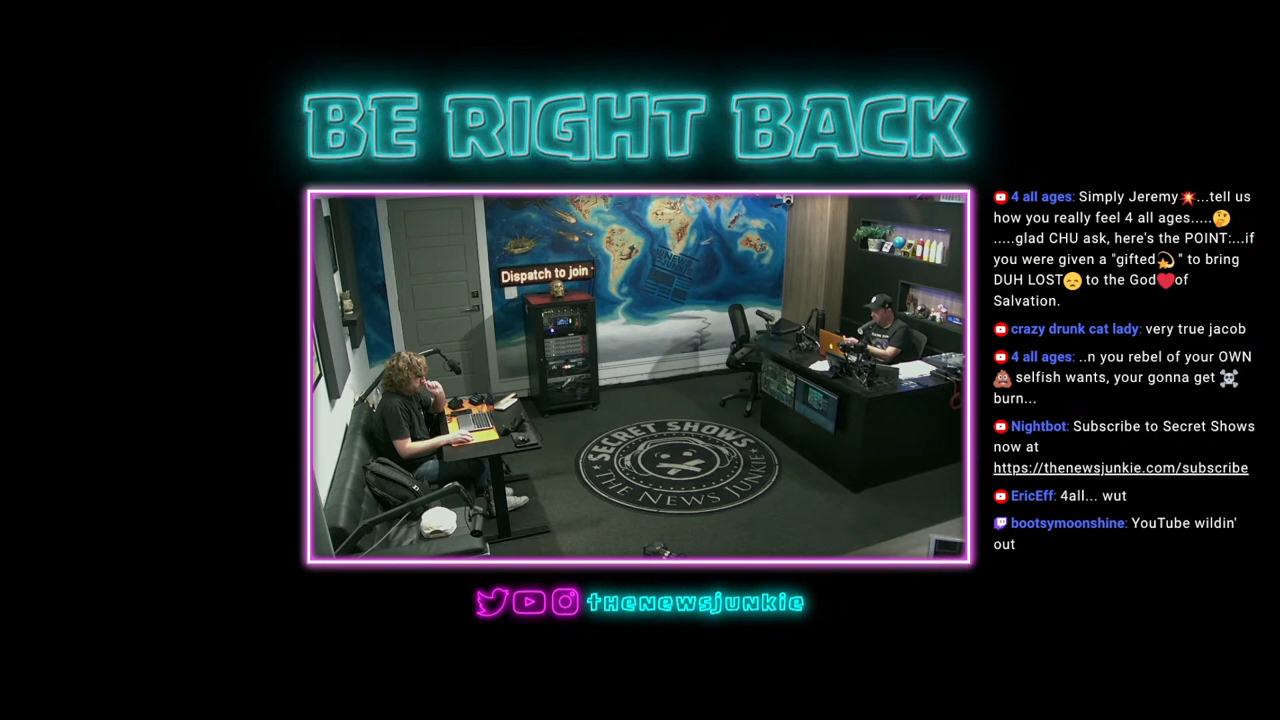 BE RIGHT BACK
Dispatch to join
SECRET SHOWS
THE NEWS JUNKIE
thenewsjunkie
4 all ages: Simply Jeremy💥...tell us
how you really feel 4 all ages.....🤔
.....glad CHU ask, here's the POINT:...if
you were given a "gifted💫 " to bring
DUH LOST😞 to the God❤️of
Salvation.
crazy drunk cat lady: very true jacob
4 all ages: ..n you rebel of your OWN
💩 selfish wants, your gonna get ☠️
burn...
Nightbot: Subscribe to Secret Shows
now at
https://thenewsjunkie.com/subscribe
EricEff: 4all... wut
bootsymoonshine: YouTube wildin'
out